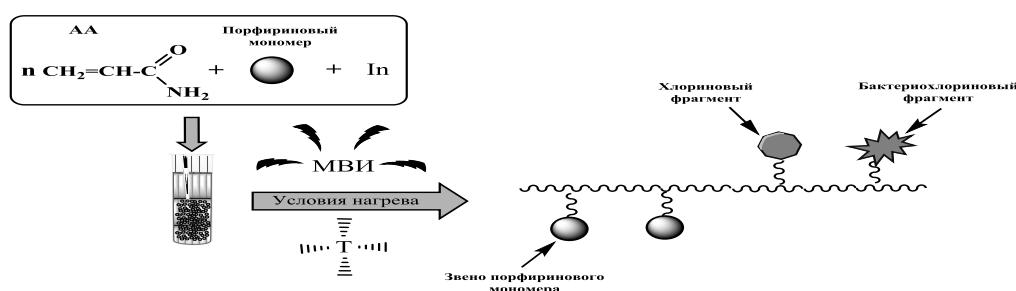 АА
Порфириновый
мономер
n CH₂=CH-C
O
NH₂
+
+ In
МВИ
Условия нагрева
Т
Хлориновый
фрагмент
Бактериохлориновый
фрагмент
Звено порфиринового
мономера